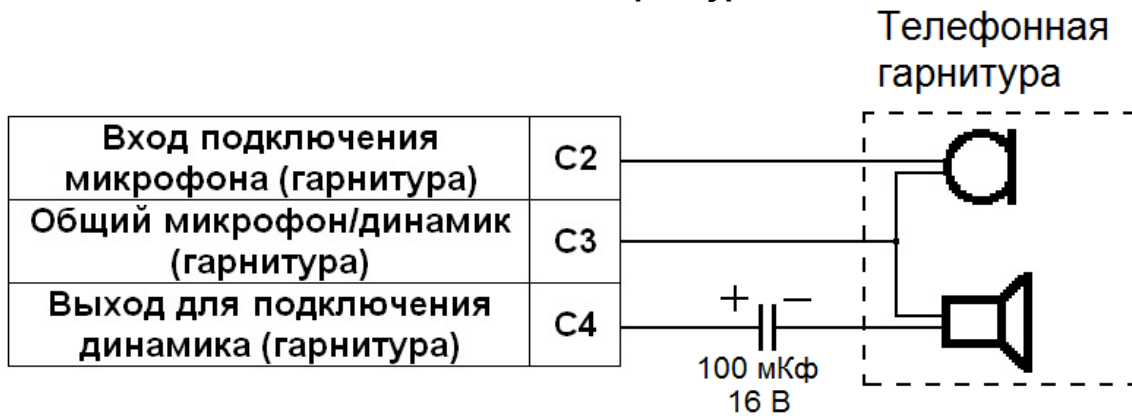 Телефонная
гарнитура
Вход подключения
микрофона (гарнитура)
C2
Общий микрофон/динамик
(гарнитура)
C3
Выход для подключения
динамика (гарнитура)
C4
+ —
100 мКф
16 В